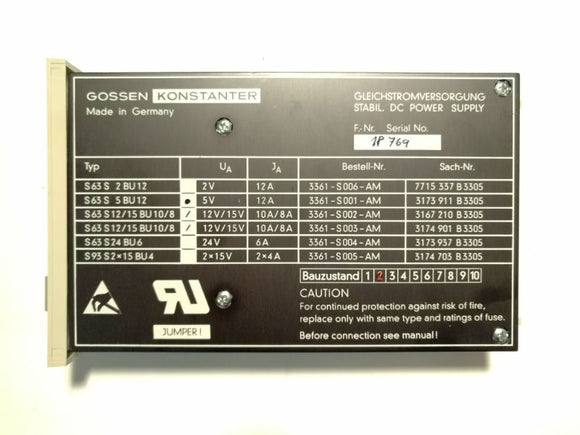 GOSSEN KONSTANTER
Made in Germany
GLEICHSTROMVERSORGUNG
STABIL. DC POWER SUPPLY
F.-Nr. Serial No.
1P 769
Typ UA JA Bestell-Nr. Sach-Nr.
S63 S 2 BU12 2V 12A 3361-S006-AM 7715 337 B3305
S63 S 5 BU12 • 5V 12A 3361-S001-AM 3173 911 B3305
S63 S12/15 BU10/8 / 12V/15V 10A/8A 3361-S002-AM 3167 210 B3305
S63 S12/15 BU10/8 / 12V/15V 10A/8A 3361-S003-AM 3174 901 B3305
S63 S24 BU6 24V 6A 3361-S004-AM 3173 937 B3305
S93 S2×15 BU4 2×15V 2×4A 3361-S005-AM 3174 703 B3305
Bauzustand 1 2 3 4 5 6 7 8 9 10
CAUTION
For continued protection against risk of fire,
replace only with same type and ratings of fuse.
Before connection see manual!
JUMPER!